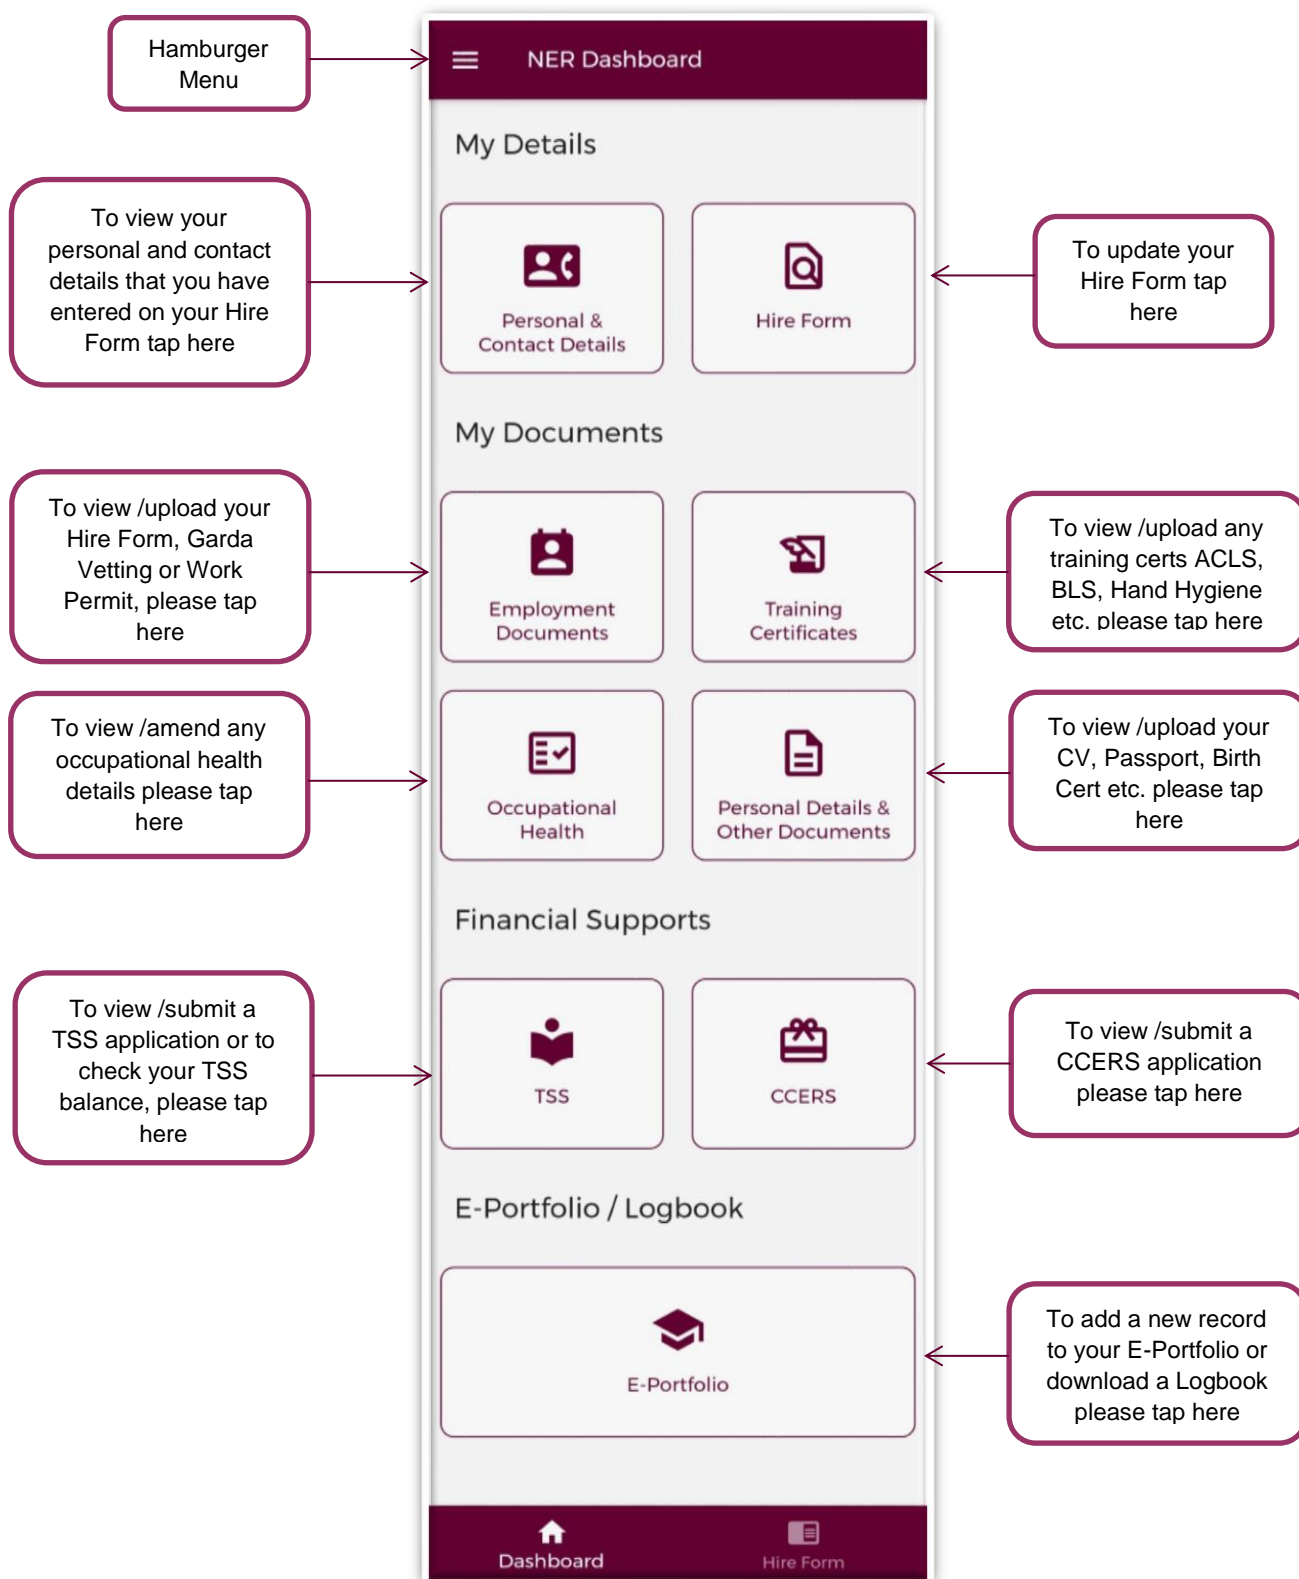 Hamburger
Menu
NER Dashboard
My Details
To view your
personal and contact
details that you have
entered on your Hire
Form tap here
Personal &
Contact Details
Hire Form
To update your
Hire Form tap
here
My Documents
To view /upload your
Hire Form, Garda
Vetting or Work
Permit, please tap
here
Employment
Documents
Training
Certificates
To view /upload any
training certs ACLS,
BLS, Hand Hygiene
etc. please tap here
To view /amend any
occupational health
details please tap
here
Occupational
Health
Personal Details &
Other Documents
To view /upload your
CV, Passport, Birth
Cert etc. please tap
here
Financial Supports
To view /submit a
TSS application or to
check your TSS
balance, please tap
here
TSS
CCERS
To view /submit a
CCERS application
please tap here
E-Portfolio / Logbook
E-Portfolio
To add a new record
to your E-Portfolio or
download a Logbook
please tap here
Dashboard
Hire Form